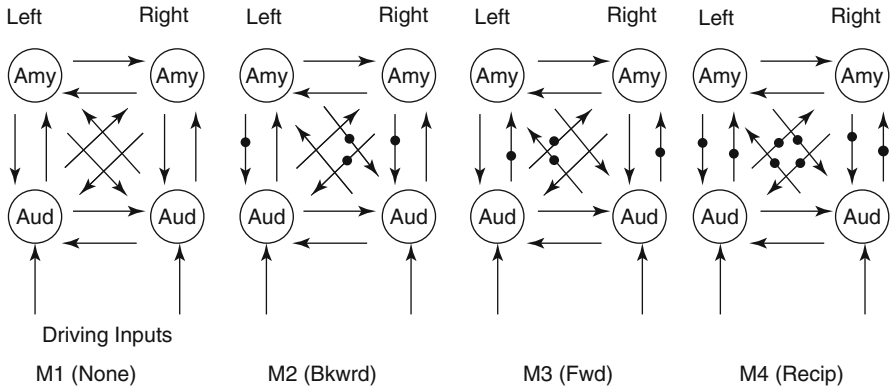 Left Right Left Right Left Right Left Right
Amy Amy Amy Amy Amy Amy Amy Amy
Aud Aud Aud Aud Aud Aud Aud Aud
Driving Inputs
M1 (None) M2 (Bkwrd) M3 (Fwd) M4 (Recip)